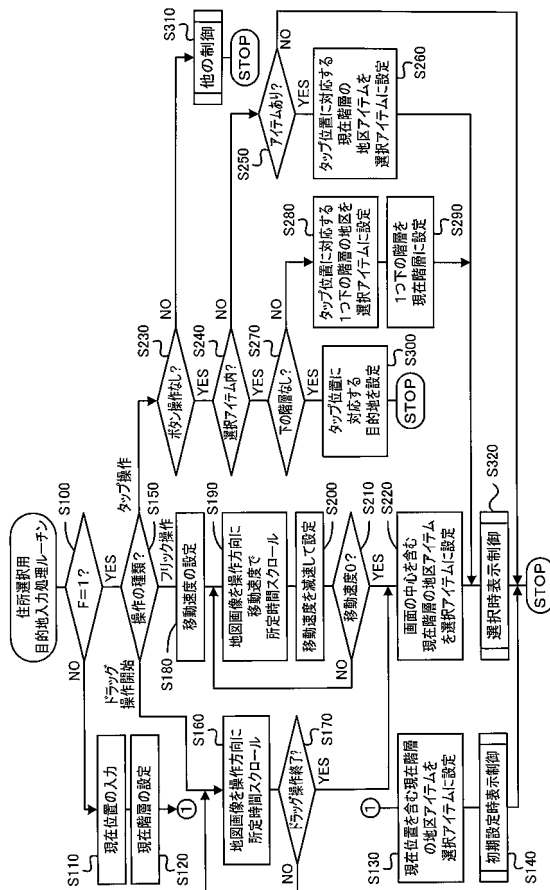 住所選択用
目的地入力処理ルーチン
S100
F=1?
NO
YES
S110
現在位置の入力
S120
現在階層の設定
①
①
S130
現在位置を含む現在階層
の地区アイテムを
選択アイテムに設定
S140
初期設定時表示制御
S150
操作の種類?
ドラッグ
操作開始
フリック操作
タップ操作
S160
地図画像を操作方向に
所定時間スクロール
S170
ドラッグ操作終了?
NO
YES
S180
移動速度の設定
S190
地図画像を操作方向に
移動速度で
所定時間スクロール
S200
移動速度を減速して設定
S210
移動速度0?
NO
YES
S220
画面の中心を含む
現在階層の地区アイテム
を選択アイテムに設定
S230
ボタン操作なし?
NO
YES
S240
選択アイテム内?
NO
YES
S250
アイテムあり?
NO
YES
S260
タップ位置に対応する
現在階層の
地区アイテムを
選択アイテムに設定
S270
下の階層なし?
NO
YES
S280
タップ位置に対応する
1つ下の階層の地区を
選択アイテムに設定
S290
1つ下の階層を
現在階層に設定
S300
タップ位置に
対応する
目的地を設定
STOP
S310
他の制御
STOP
S320
選択時表示制御
STOP